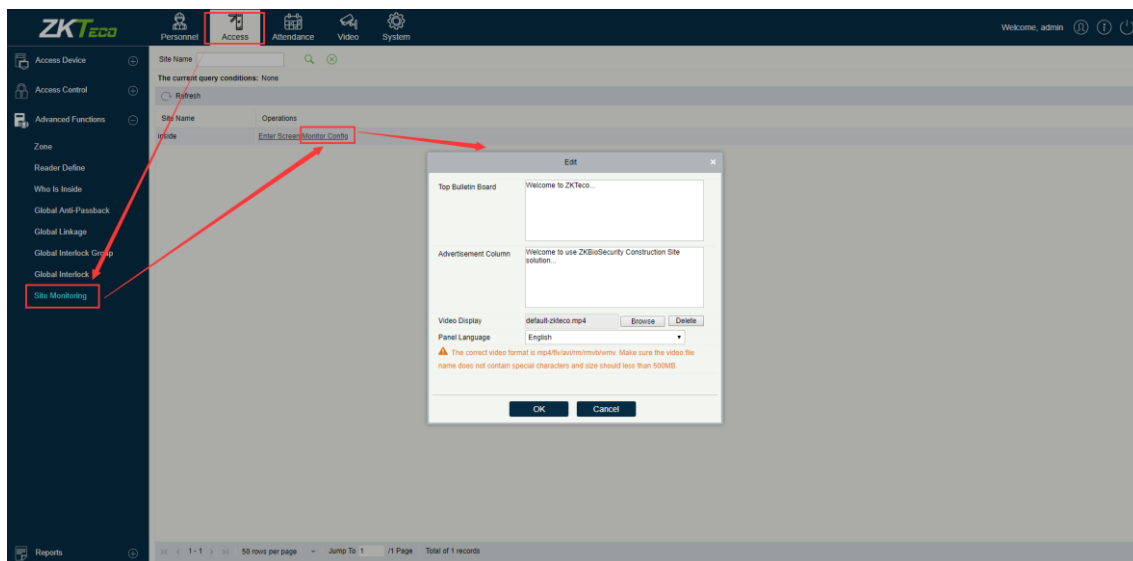 ZKTeco
Personnel
Access
Attendance
Video
System
Welcome, admin
Access Device
Access Control
Advanced Functions
Zone
Reader Define
Who Is Inside
Global Anti-Passback
Global Linkage
Global Interlock Group
Global Interlock
Site Monitoring
Reports
Site Name
The current query conditions: None
Refresh
Site Name Operations
inside Enter Screen Monitor Config
Edit
Top Bulletin Board
Welcome to ZKTeco...
Advertisement Column
Welcome to use ZKBioSecurity Construction Site
solution...
Video Display default-zkteco.mp4 Browse Delete
Panel Language English
The correct video format is mp4/flv/avi/rm/rmvb/wmv. Make sure the video file
name does not contain special characters and size should less than 500MB.
OK Cancel
1-1 50 rows per page Jump To 1 /1 Page Total of 1 records